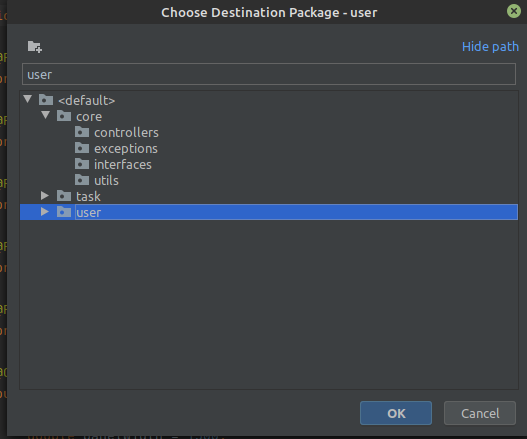 Choose Destination Package - user
Hide path
user
<default>
core
controllers
exceptions
interfaces
utils
task
user
OK
Cancel